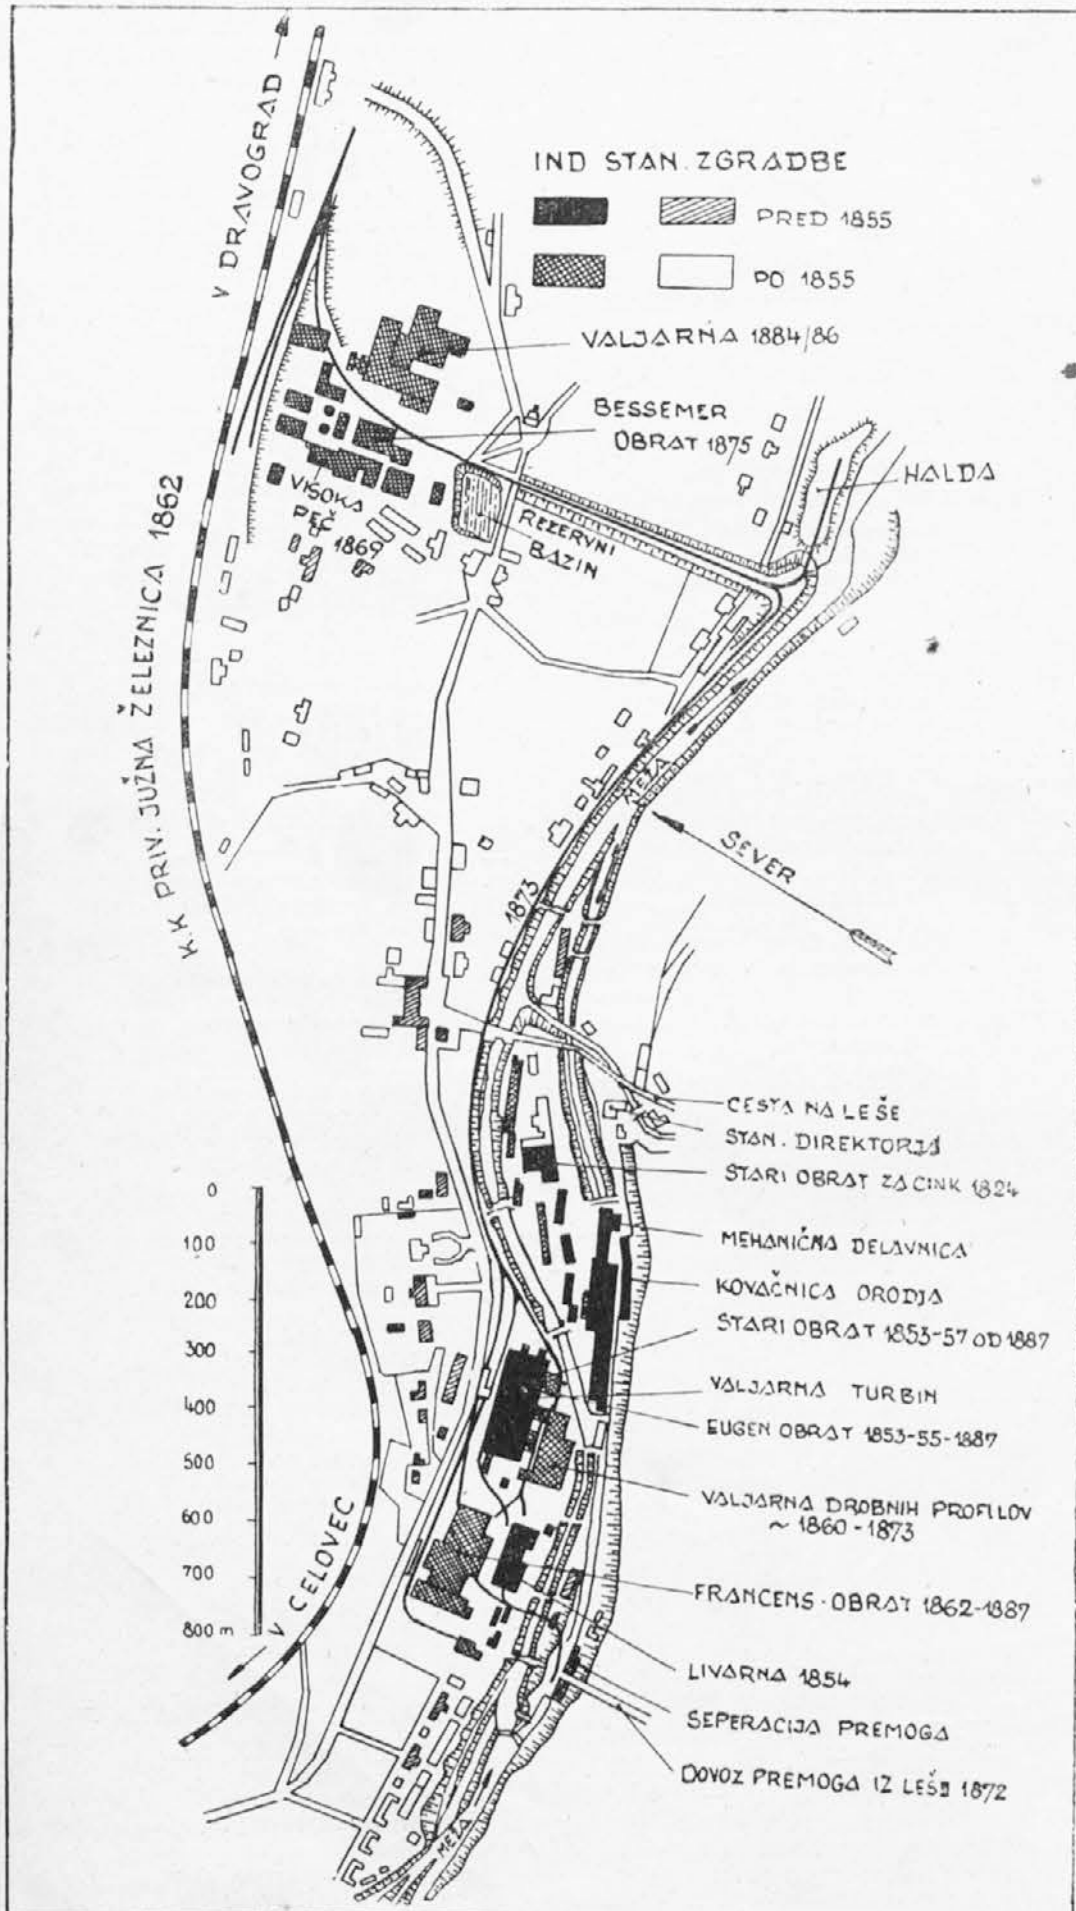 V DRAVOGRAD
IND STAN. ZGRADBE
PRED 1855
PO 1855
VALJARNA 1884/86
BESSEMER
OBRAT 1875
HALDA
VISOKA
PEČ
1869
REZERVNI
BAZIN
K.K PRIV. JUŽNA ŽELEZNICA 1862
MEŽA
SEVER
1873
CESTA NA LEŠE
STAN. DIREKTORJA
STARI OBRAT ZA CINK 1824
MEHANIČNA DELAVNICA
KOVAČNICA ORODJA
STARI OBRAT 1853-57 OD 1887
VALJARNA TURBIN
EUGEN OBRAT 1853-55-1887
VALJARNA DROBNIH PROFILOV
~ 1860-1873
FRANCENS-OBRAT 1862-1887
LIVARNA 1854
SEPERACIJA PREMOGA
DOVOZ PREMOGA IZ LEŠ 1872
0
100
200
300
400
500
600
700
800 m
V CELOVEC
MEŽA